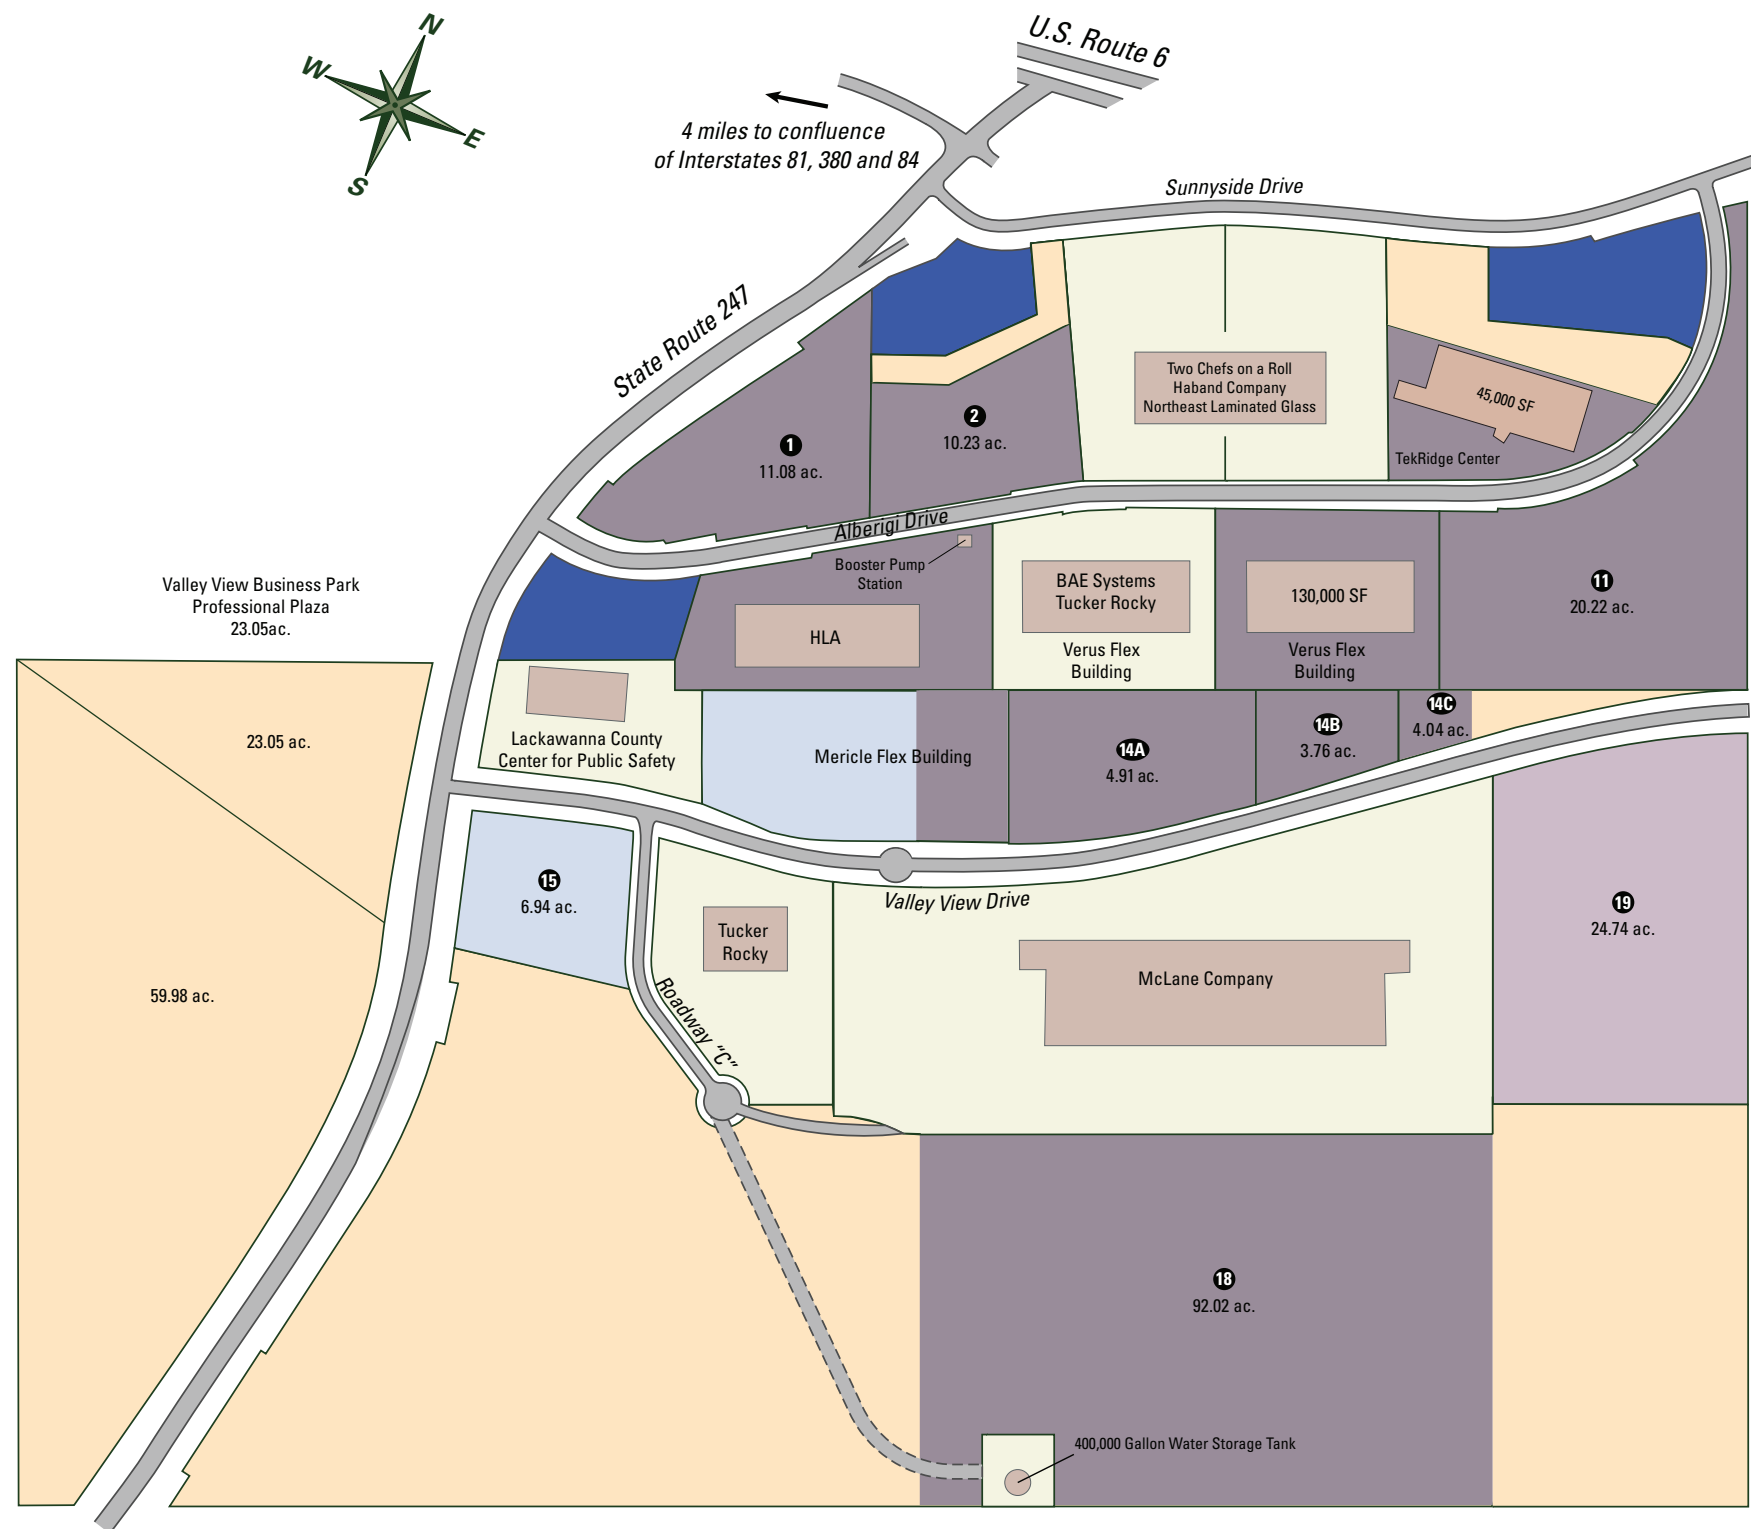 N
W
E
S
U.S. Route 6
4 miles to confluence
of Interstates 81, 380 and 84
Sunnyside Drive
State Route 247
Two Chefs on a Roll
Haband Company
Northeast Laminated Glass
45,000 SF
TekRidge Center
1
11.08 ac.
2
10.23 ac.
Alberigi Drive
Booster Pump
Station
HLA
BAE Systems
Tucker Rocky
Verus Flex
Building
130,000 SF
Verus Flex
Building
11
20.22 ac.
Valley View Business Park
Professional Plaza
23.05ac.
23.05 ac.
59.98 ac.
Lackawanna County
Center for Public Safety
Mericle Flex Building
14A
4.91 ac.
14B
3.76 ac.
14C
4.04 ac.
15
6.94 ac.
Valley View Drive
Tucker
Rocky
Roadway “C”
McLane Company
19
24.74 ac.
18
92.02 ac.
400,000 Gallon Water Storage Tank